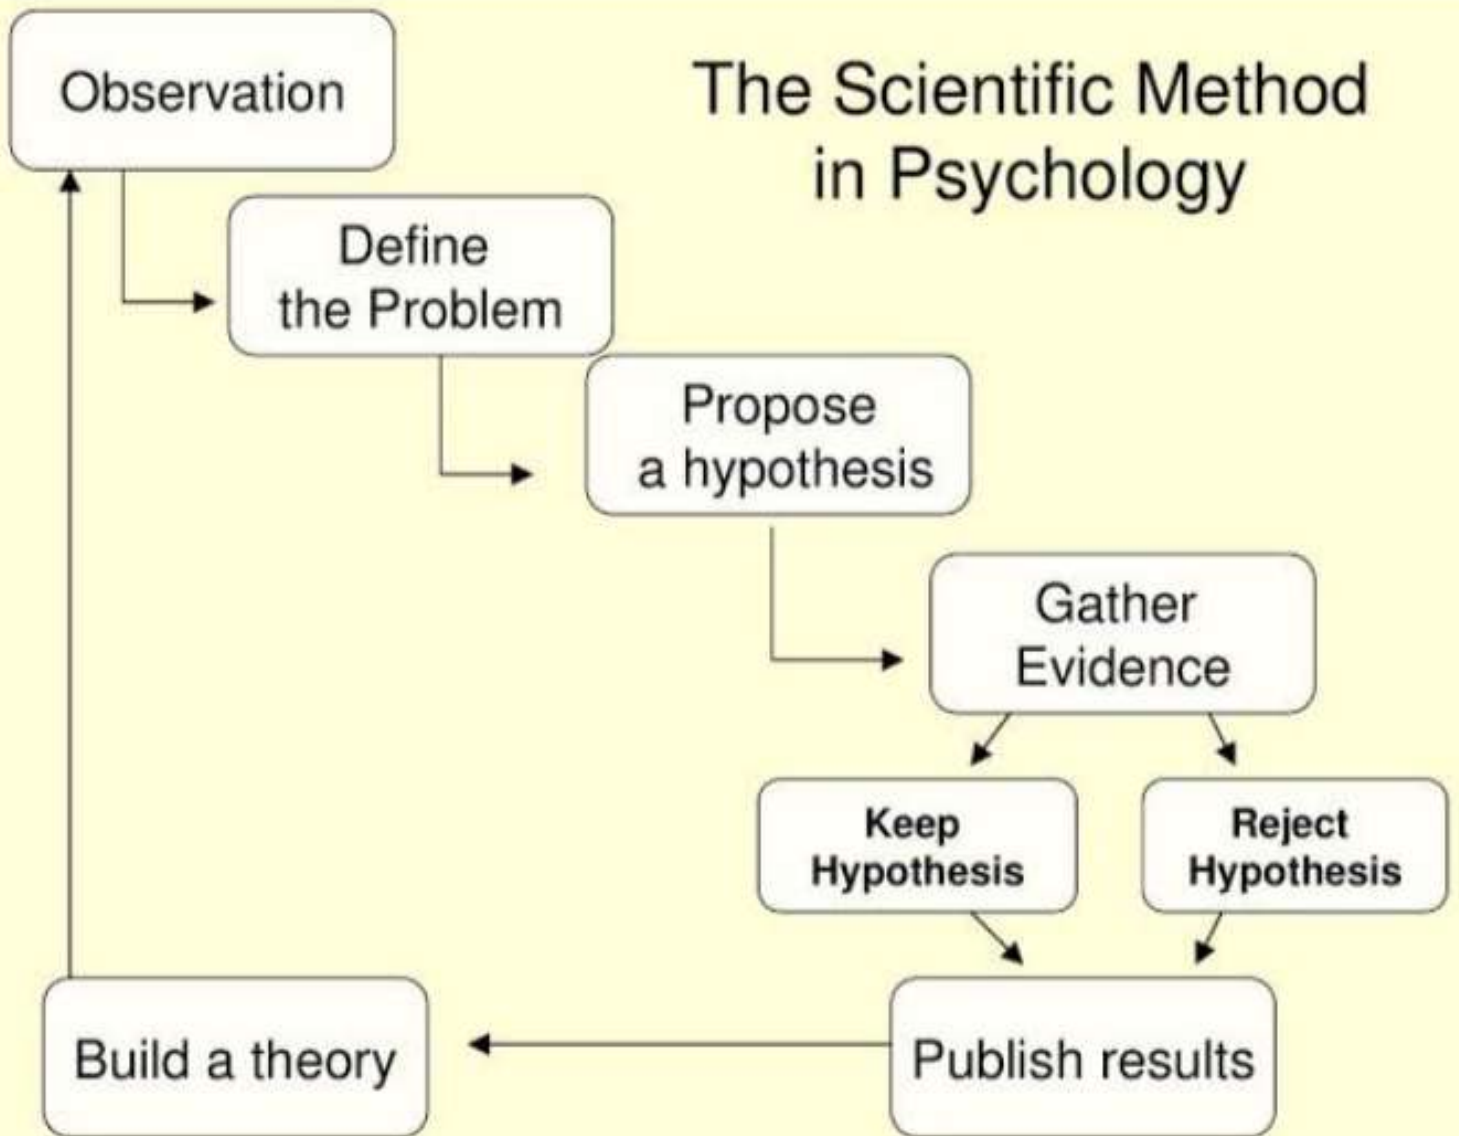 The Scientific Method
in Psychology
Observation
Define
the Problem
Propose
a hypothesis
Gather
Evidence
Keep
Hypothesis
Reject
Hypothesis
Publish results
Build a theory